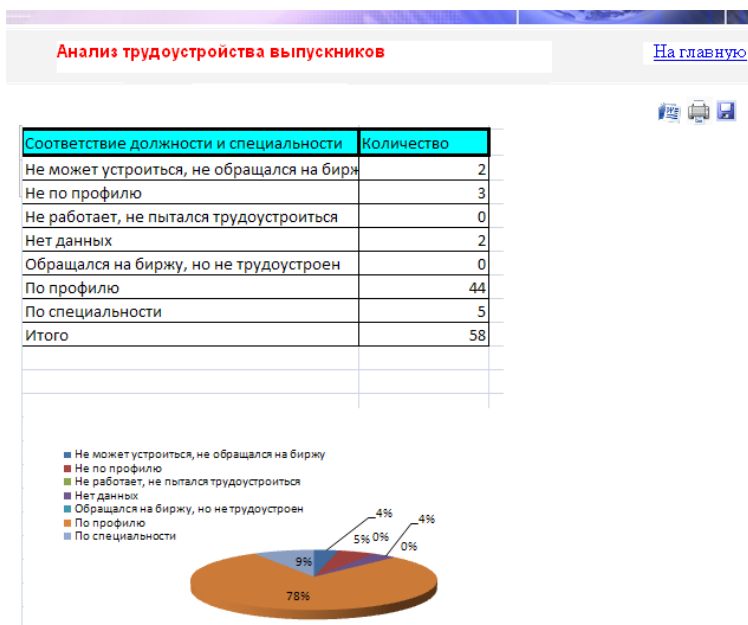 Анализ трудоустройства выпускников
На главную
Соответствие должности и специальности Количество
Не может устроиться, не обращался на бирж 2
Не по профилю 3
Не работает, не пытался трудоустроиться 0
Нет данных 2
Обращался на биржу, но не трудоустроен 0
По профилю 44
По специальности 5
Итого 58
Не может устроиться, не обращался на биржу
Не по профилю
Не работает, не пытался трудоустроиться
Нет данных
Обращался на биржу, но не трудоустроен
По профилю
По специальности
4%
4%
5%
0%
0%
9%
78%